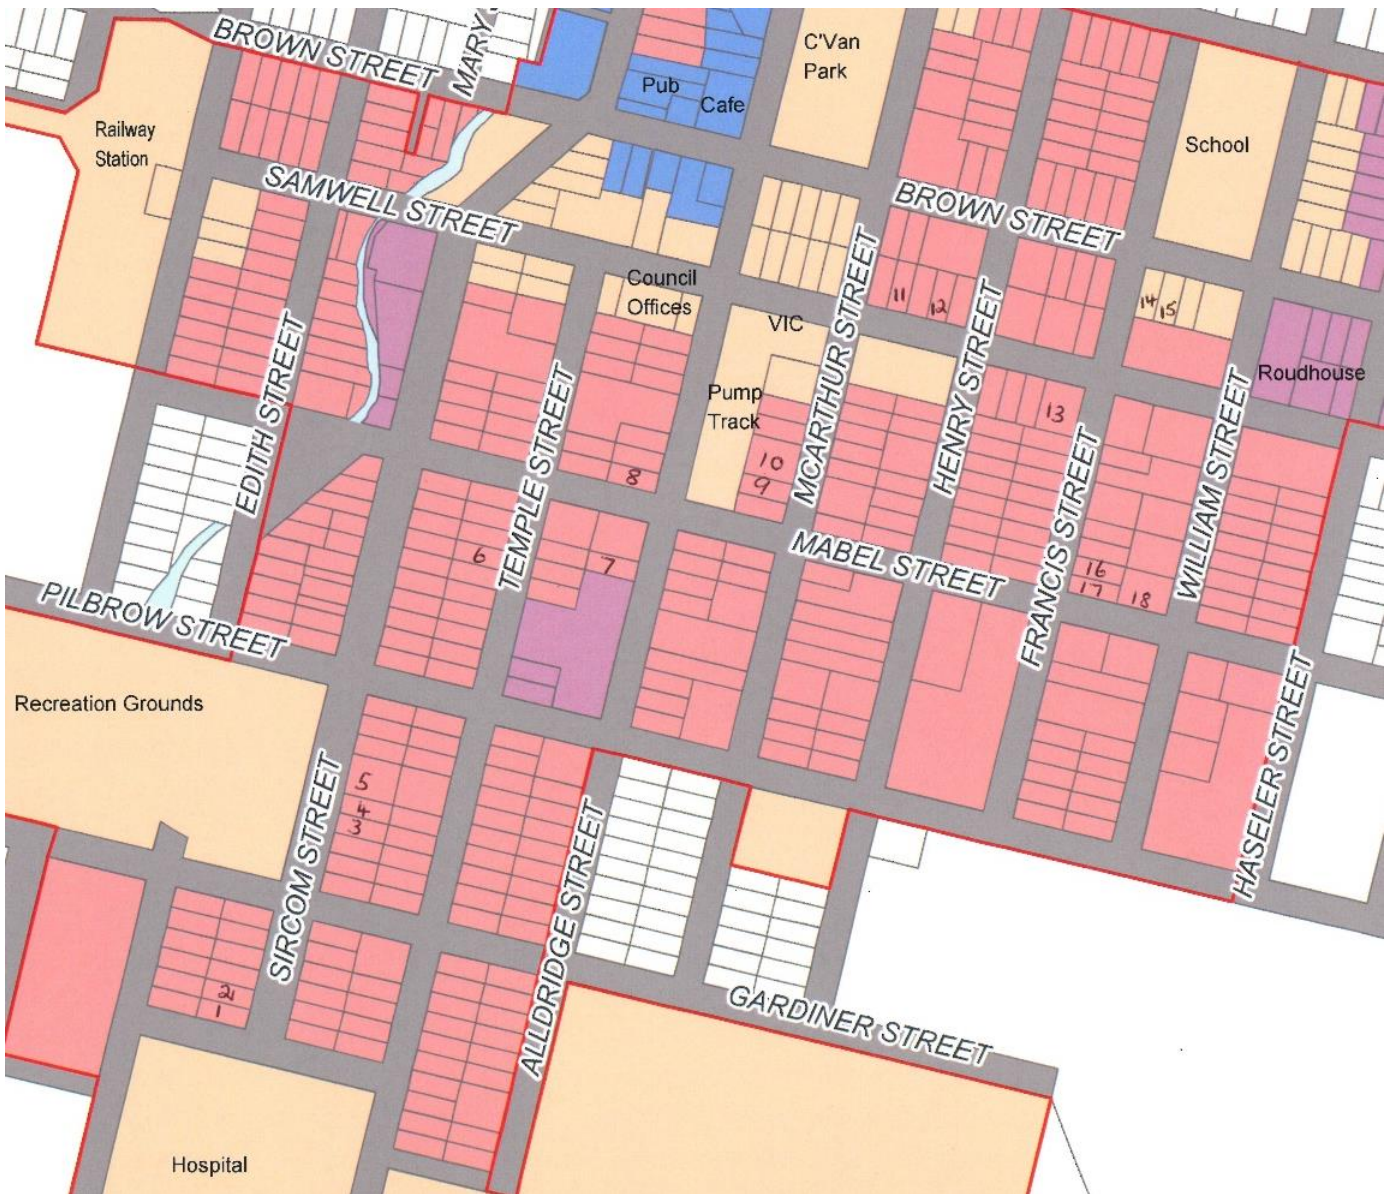 BROWN STREET
MARY
Pub
Cafe
C'Van
Park
Railway
Station
School
SAMWELL STREET
BROWN STREET
Council
Offices
VIC
11
12
14
15
Pump
Track
MCARTHUR STREET
HENRY STREET
Roudhouse
EDITH STREET
TEMPLE STREET
13
10
9
8
FRANCIS STREET
WILLIAM STREET
6
7
MABEL STREET
16
17
18
PILBROW STREET
Recreation Grounds
5
4
3
SIRCOM STREET
ALLDRIDGE STREET
HASELER STREET
2
1
GARDINER STREET
Hospital